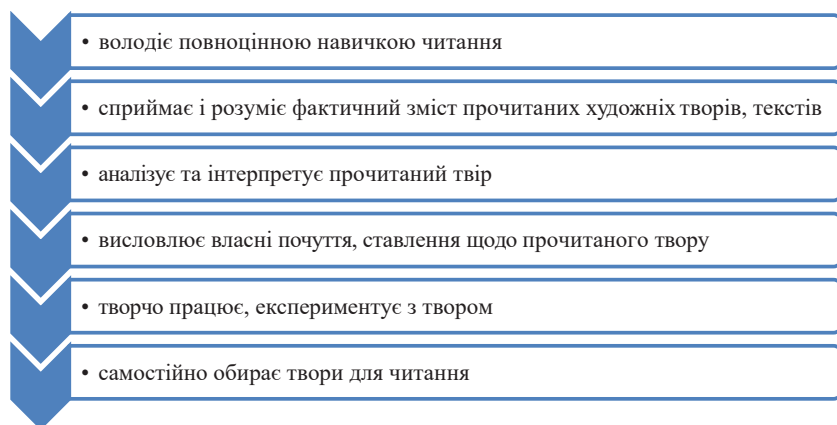 • володіє повноцінною навичкою читання
• сприймає і розуміє фактичний зміст прочитаних художніх творів, текстів
• аналізує та інтерпретує прочитаний твір
• висловлює власні почуття, ставлення щодо прочитаного твору
• творчо працює, експериментує з твором
• самостійно обирає твори для читання